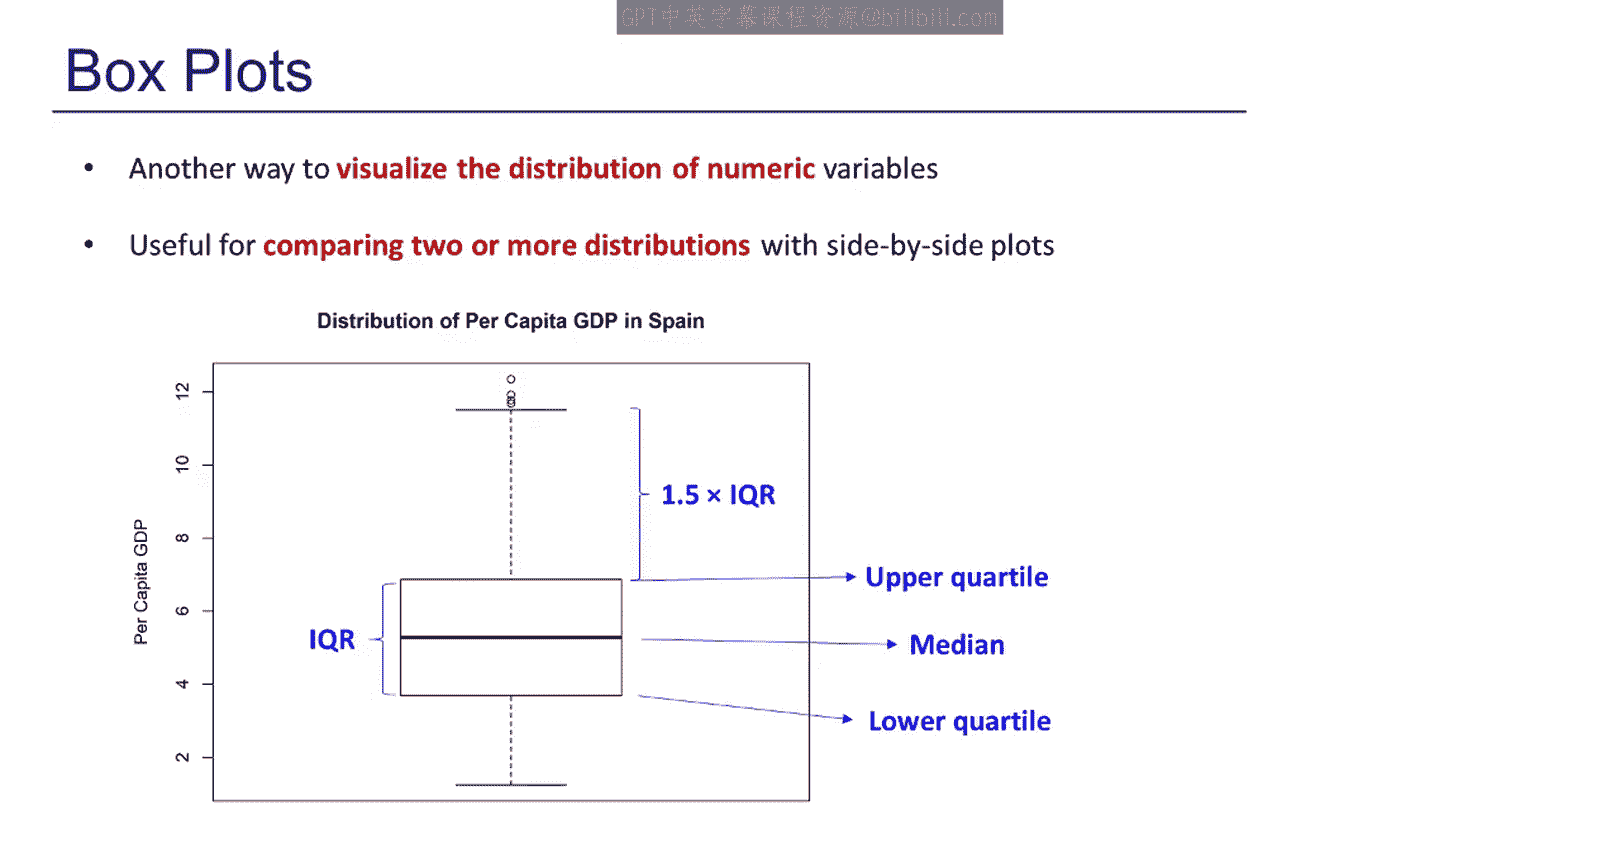 GPT中英字幕课程资源@bilibili.com
Box Plots
• Another way to visualize the distribution of numeric variables
• Useful for comparing two or more distributions with side-by-side plots
Distribution of Per Capita GDP in Spain
12
10
8
6
4
2
Per Capita GDP
1.5 × IQR
IQR
Upper quartile
Median
Lower quartile